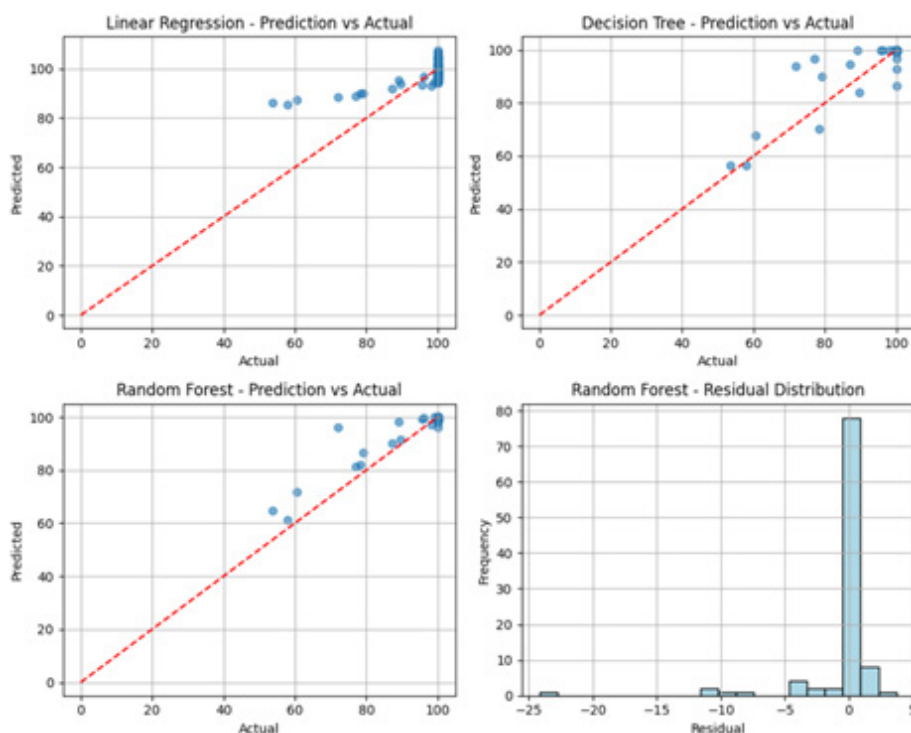 Linear Regression - Prediction vs Actual
100
80
60
40
20
0
Predicted
0 20 40 60 80 100
Actual
Decision Tree - Prediction vs Actual
100
80
60
40
20
0
Predicted
0 20 40 60 80 100
Actual
Random Forest - Prediction vs Actual
100
80
60
40
20
0
Predicted
0 20 40 60 80 100
Actual
Random Forest - Residual Distribution
80
70
60
50
40
30
20
10
0
Frequency
−25 −20 −15 −10 −5 0 5
Residual